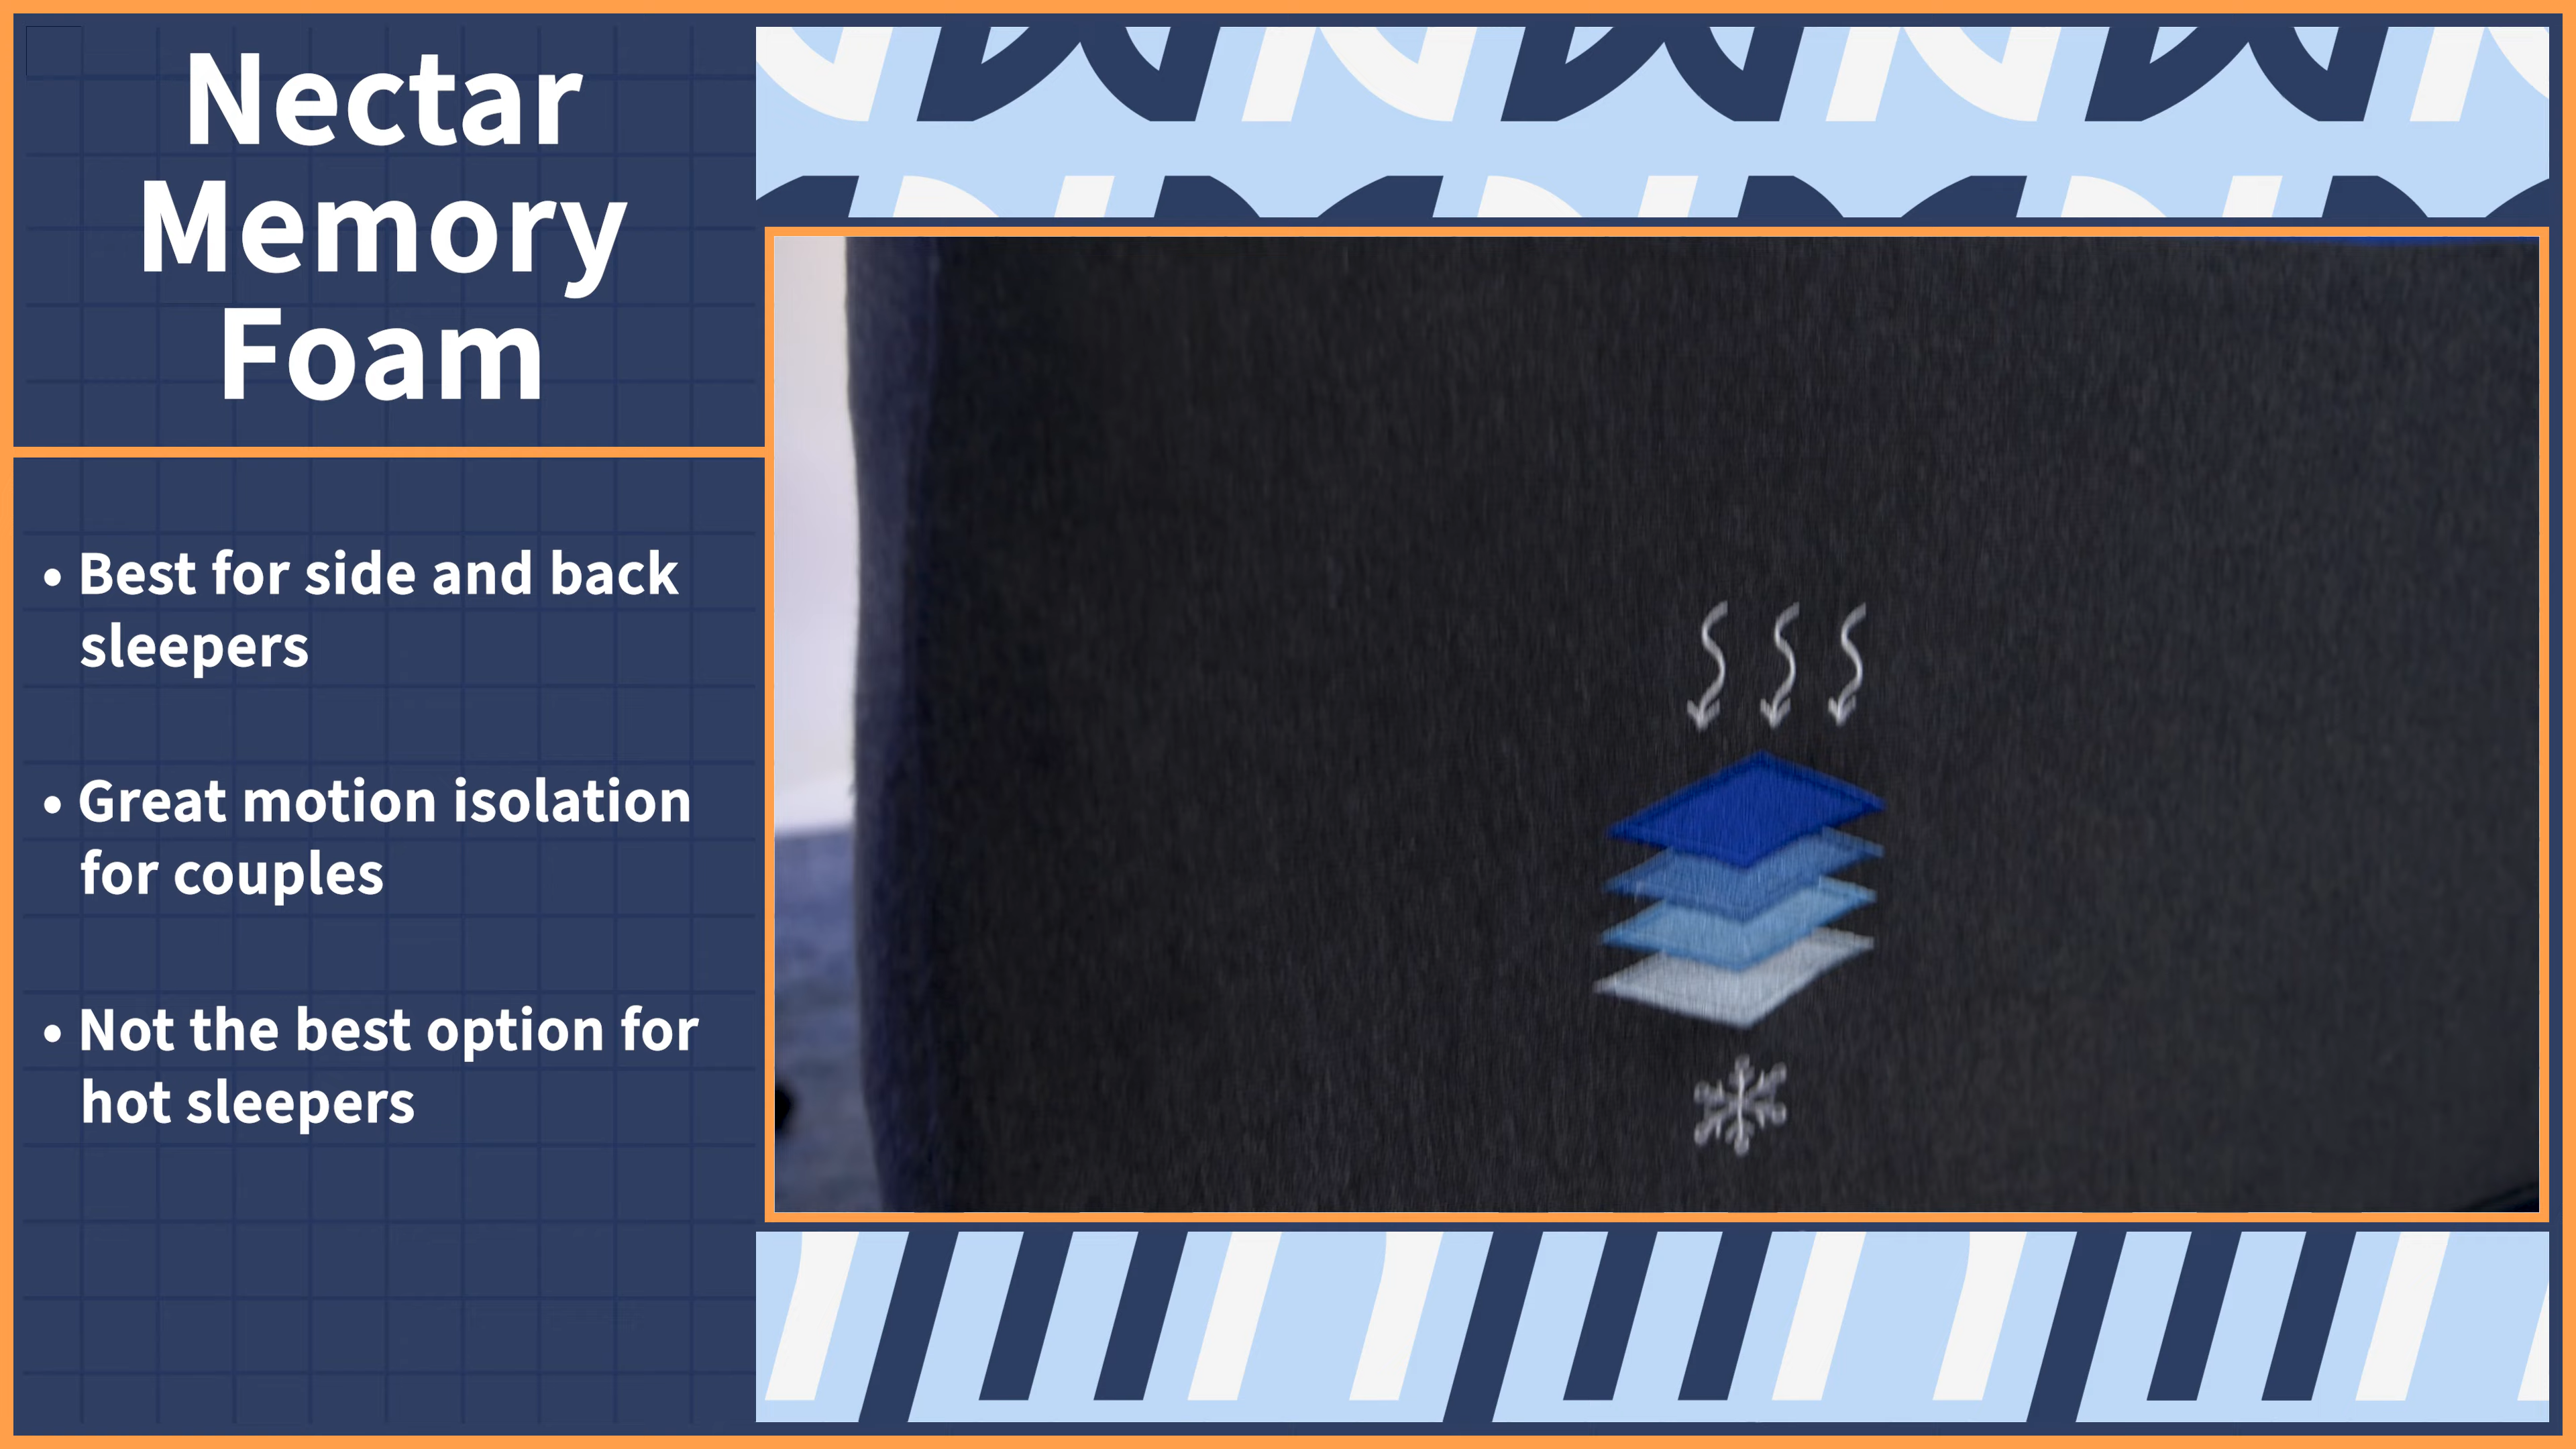 Nectar
Memory
Foam
• Best for side and back
sleepers
• Great motion isolation
for couples
• Not the best option for
hot sleepers